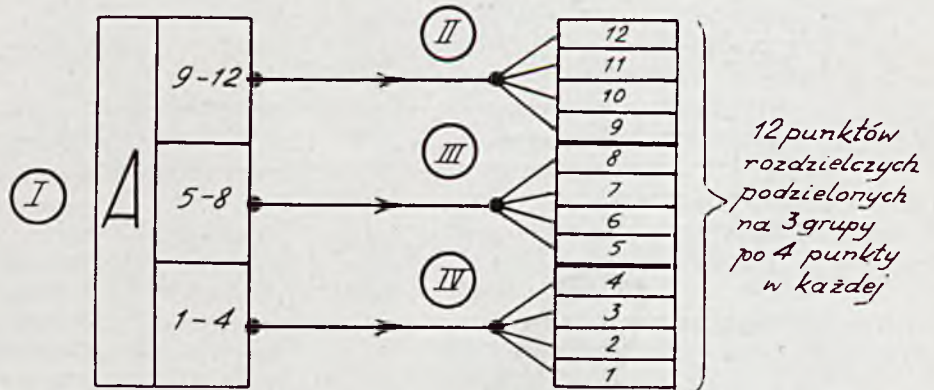 I
A
9-12
5-8
1-4
II
III
IV
12
11
10
9
8
7
6
5
4
3
2
1
12 punktów
rozdzielczych
podzielonych
na 3 grupy
po 4 punkty
w każdej